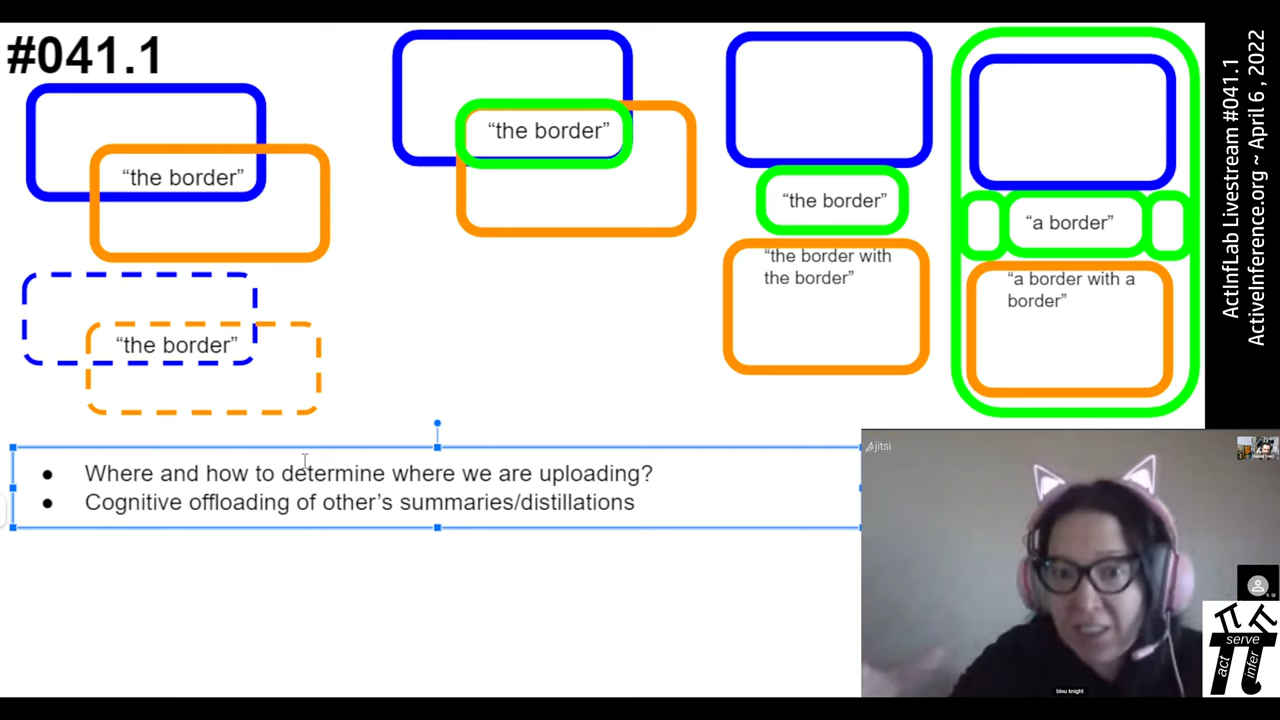 #041.1
“the border”
“the border”
“the border”
“the border”
“the border with
the border”
“a border”
“a border with a
border”
● Where and how to determine where we are uploading?
● Cognitive offloading of other’s summaries/distillations
ActInfLab Livestream #041.1
ActiveInference.org ~ April 6 , 2022
jitsi
bleu knight
act
serve
infer